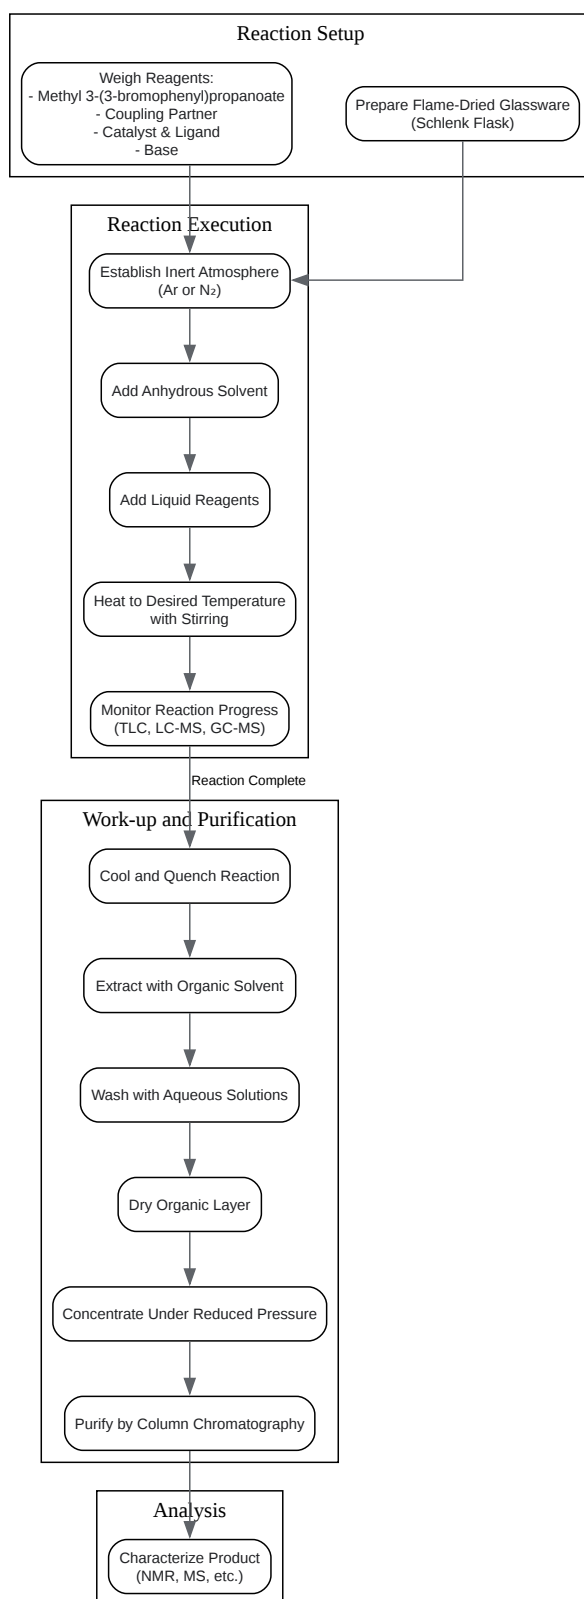 Reaction Setup
Weigh Reagents:
- Methyl 3-(3-bromophenyl)propanoate
- Coupling Partner
- Catalyst & Ligand
- Base
Prepare Flame-Dried Glassware
(Schlenk Flask)
Reaction Execution
Establish Inert Atmosphere
(Ar or N₂)
Add Anhydrous Solvent
Add Liquid Reagents
Heat to Desired Temperature
with Stirring
Monitor Reaction Progress
(TLC, LC-MS, GC-MS)
Reaction Complete
Work-up and Purification
Cool and Quench Reaction
Extract with Organic Solvent
Wash with Aqueous Solutions
Dry Organic Layer
Concentrate Under Reduced Pressure
Purify by Column Chromatography
Analysis
Characterize Product
(NMR, MS, etc.)